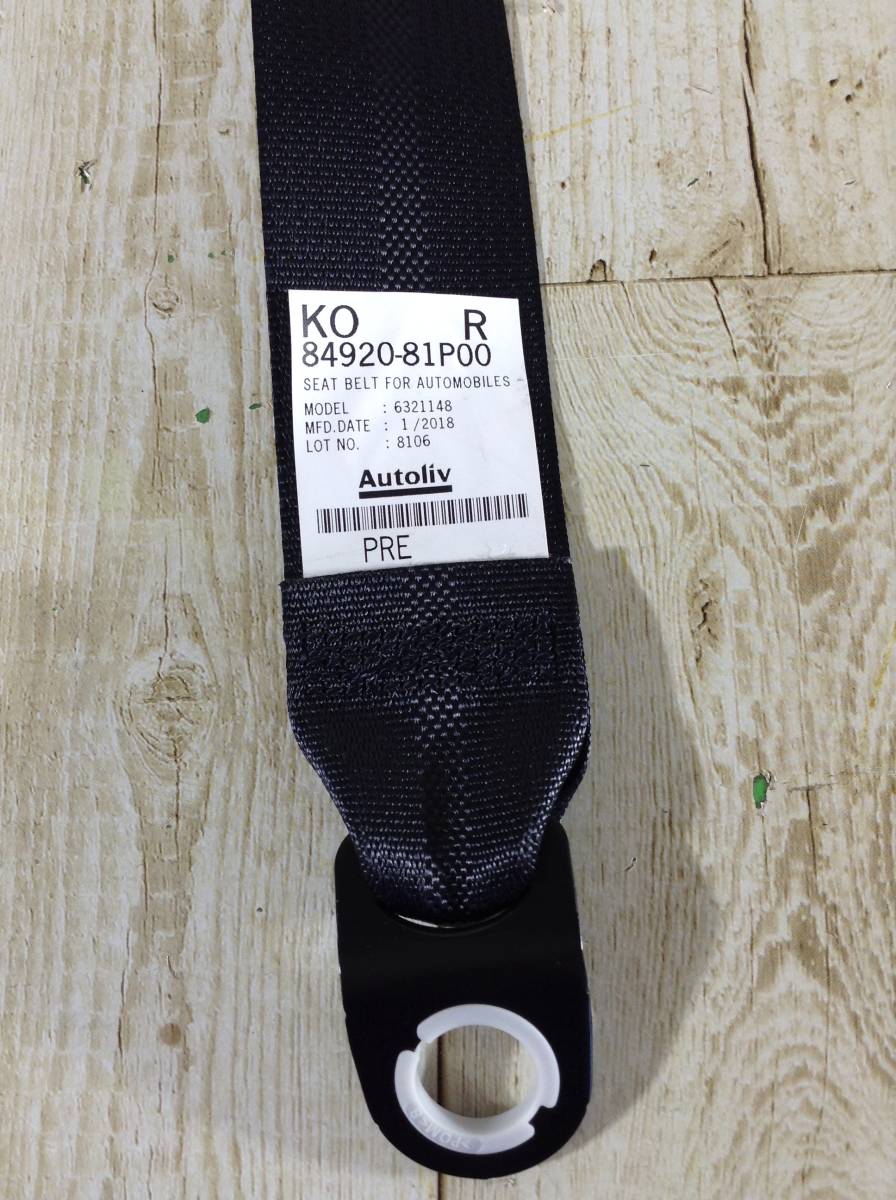 KO R
84920-81P00
SEAT BELT FOR AUTOMOBILES
MODEL : 6321148
MFD.DATE : 1/2018
LOT NO. : 8106
Autoliv
PRE